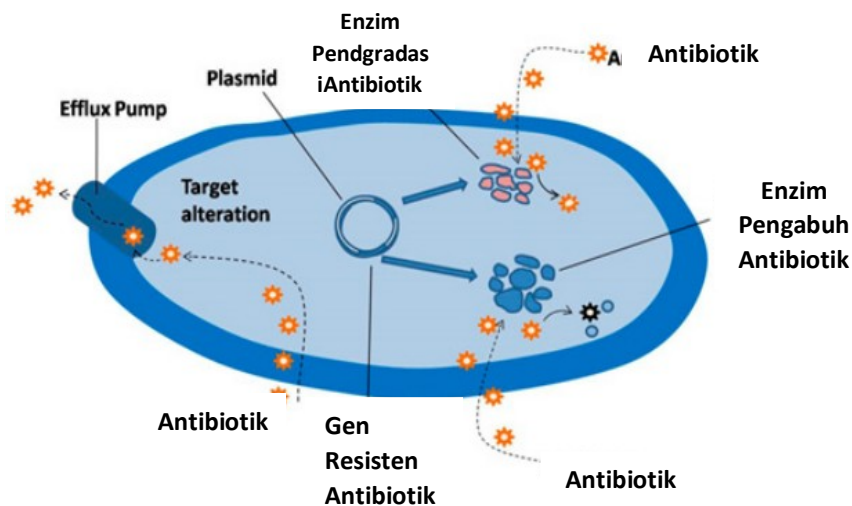 Enzim
Pendgradas
iAntibiotik
A
Antibiotik
Plasmid
Efflux Pump
Target
alteration
Enzim
Pengabuh
Antibiotik
Antibiotik
Gen
Resisten
Antibiotik
Antibiotik